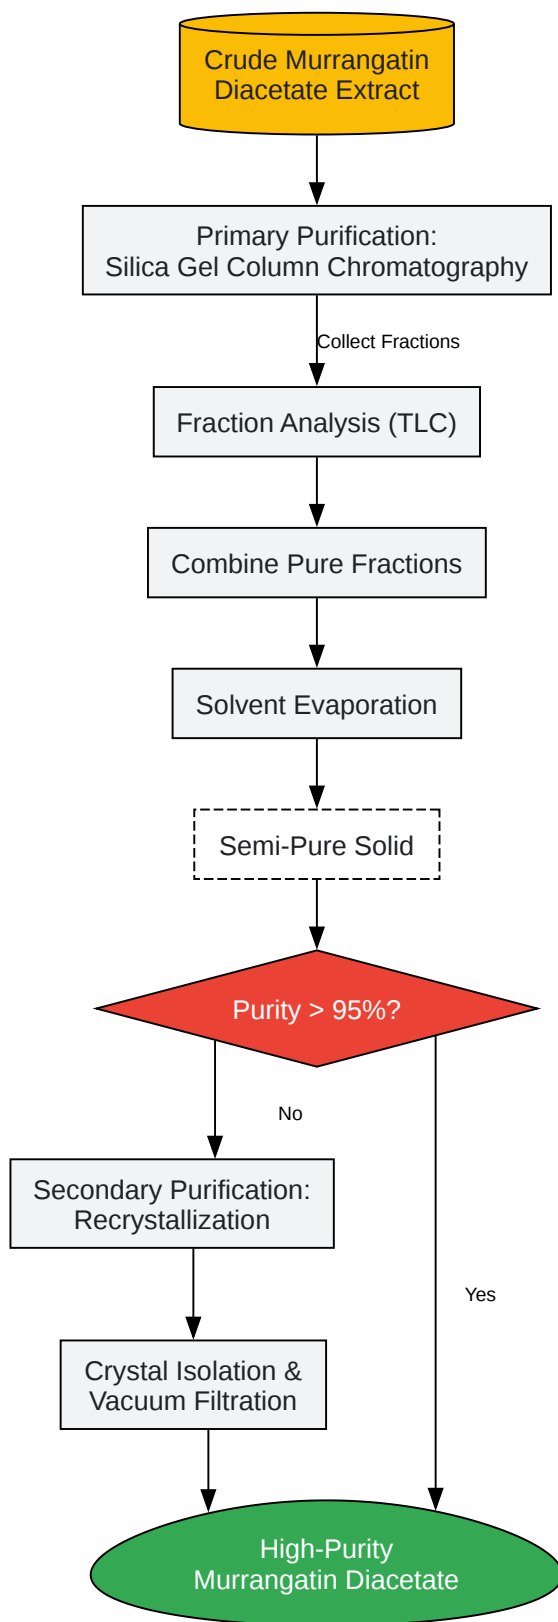 Crude Murrangatin
Diacetate Extract
Primary Purification:
Silica Gel Column Chromatography
Collect Fractions
Fraction Analysis (TLC)
Combine Pure Fractions
Solvent Evaporation
Semi-Pure Solid
Purity > 95%?
No
Secondary Purification:
Recrystallization
Yes
Crystal Isolation &
Vacuum Filtration
High-Purity
Murrangatin Diacetate